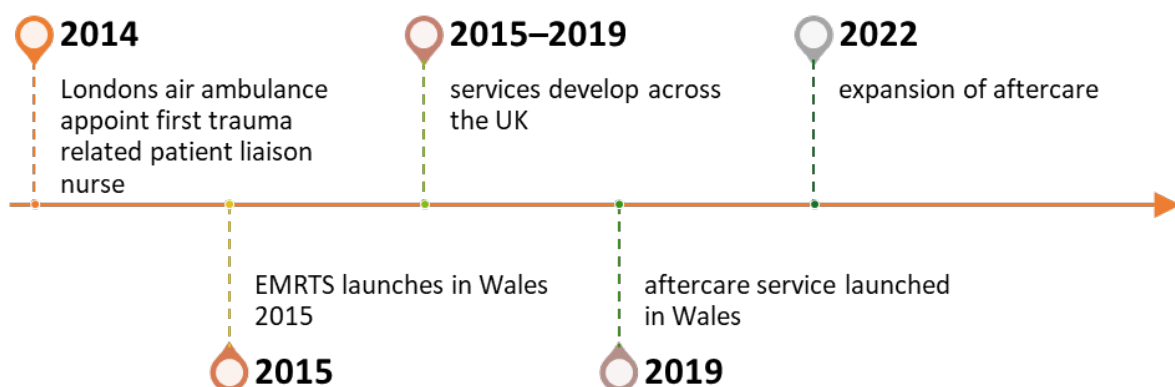 2014
Londons air ambulance
appoint first trauma
related patient liaison
nurse
EMRTS launches in Wales
2015
2015
2015–2019
services develop across
the UK
aftercare service launched
in Wales
2019
2022
expansion of aftercare